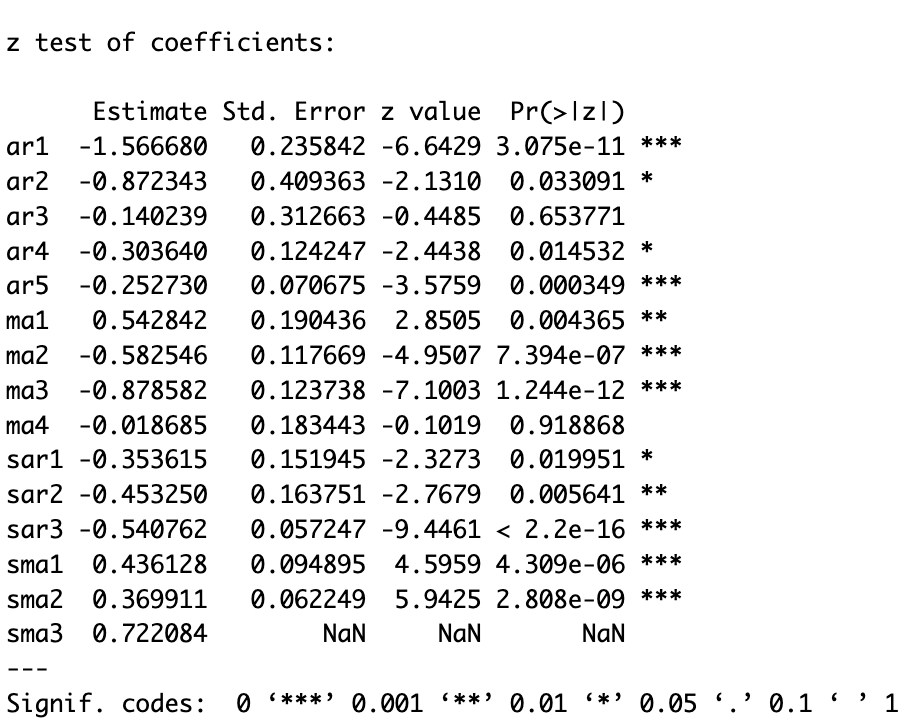 z test of coefficients:

      Estimate Std. Error z value  Pr(>|z|)
ar1  -1.566680   0.235842 -6.6429 3.075e-11 ***
ar2  -0.872343   0.409363 -2.1310  0.033091 *
ar3  -0.140239   0.312663 -0.4485  0.653771
ar4  -0.303640   0.124247 -2.4438  0.014532 *
ar5  -0.252730   0.070675 -3.5759  0.000349 ***
ma1   0.542842   0.190436  2.8505  0.004365 **
ma2  -0.582546   0.117669 -4.9507 7.394e-07 ***
ma3  -0.878582   0.123738 -7.1003 1.244e-12 ***
ma4  -0.018685   0.183443 -0.1019  0.918868
sar1 -0.353615   0.151945 -2.3273  0.019951 *
sar2 -0.453250   0.163751 -2.7679  0.005641 **
sar3 -0.540762   0.057247 -9.4461 < 2.2e-16 ***
sma1  0.436128   0.094895  4.5959 4.309e-06 ***
sma2  0.369911   0.062249  5.9425 2.808e-09 ***
sma3  0.722084        NaN     NaN       NaN
---
Signif. codes:  0 ‘***’ 0.001 ‘**’ 0.01 ‘*’ 0.05 ‘.’ 0.1 ‘ ’ 1